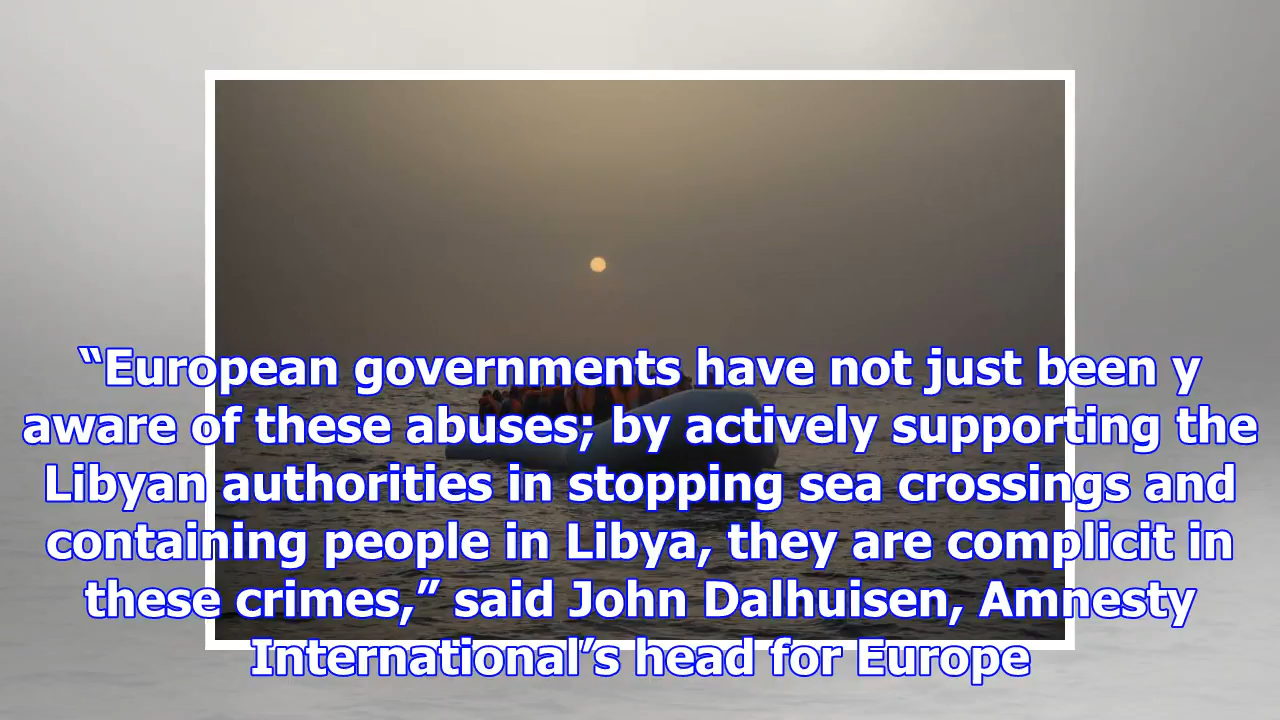 “European governments have not just been y
aware of these abuses; by actively supporting the
Libyan authorities in stopping sea crossings and
containing people in Libya, they are complicit in
these crimes,” said John Dalhuisen, Amnesty
International’s head for Europe